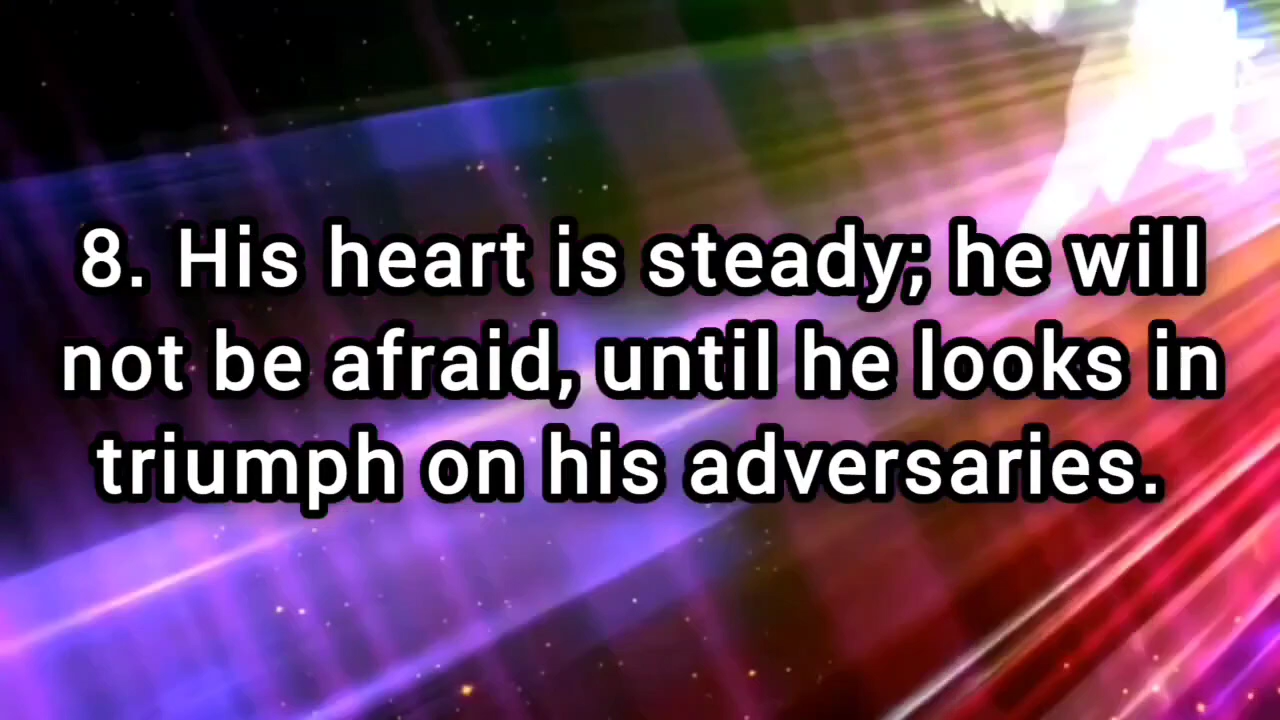 8. His heart is steady; he will
not be afraid, until he looks in
triumph on his adversaries.